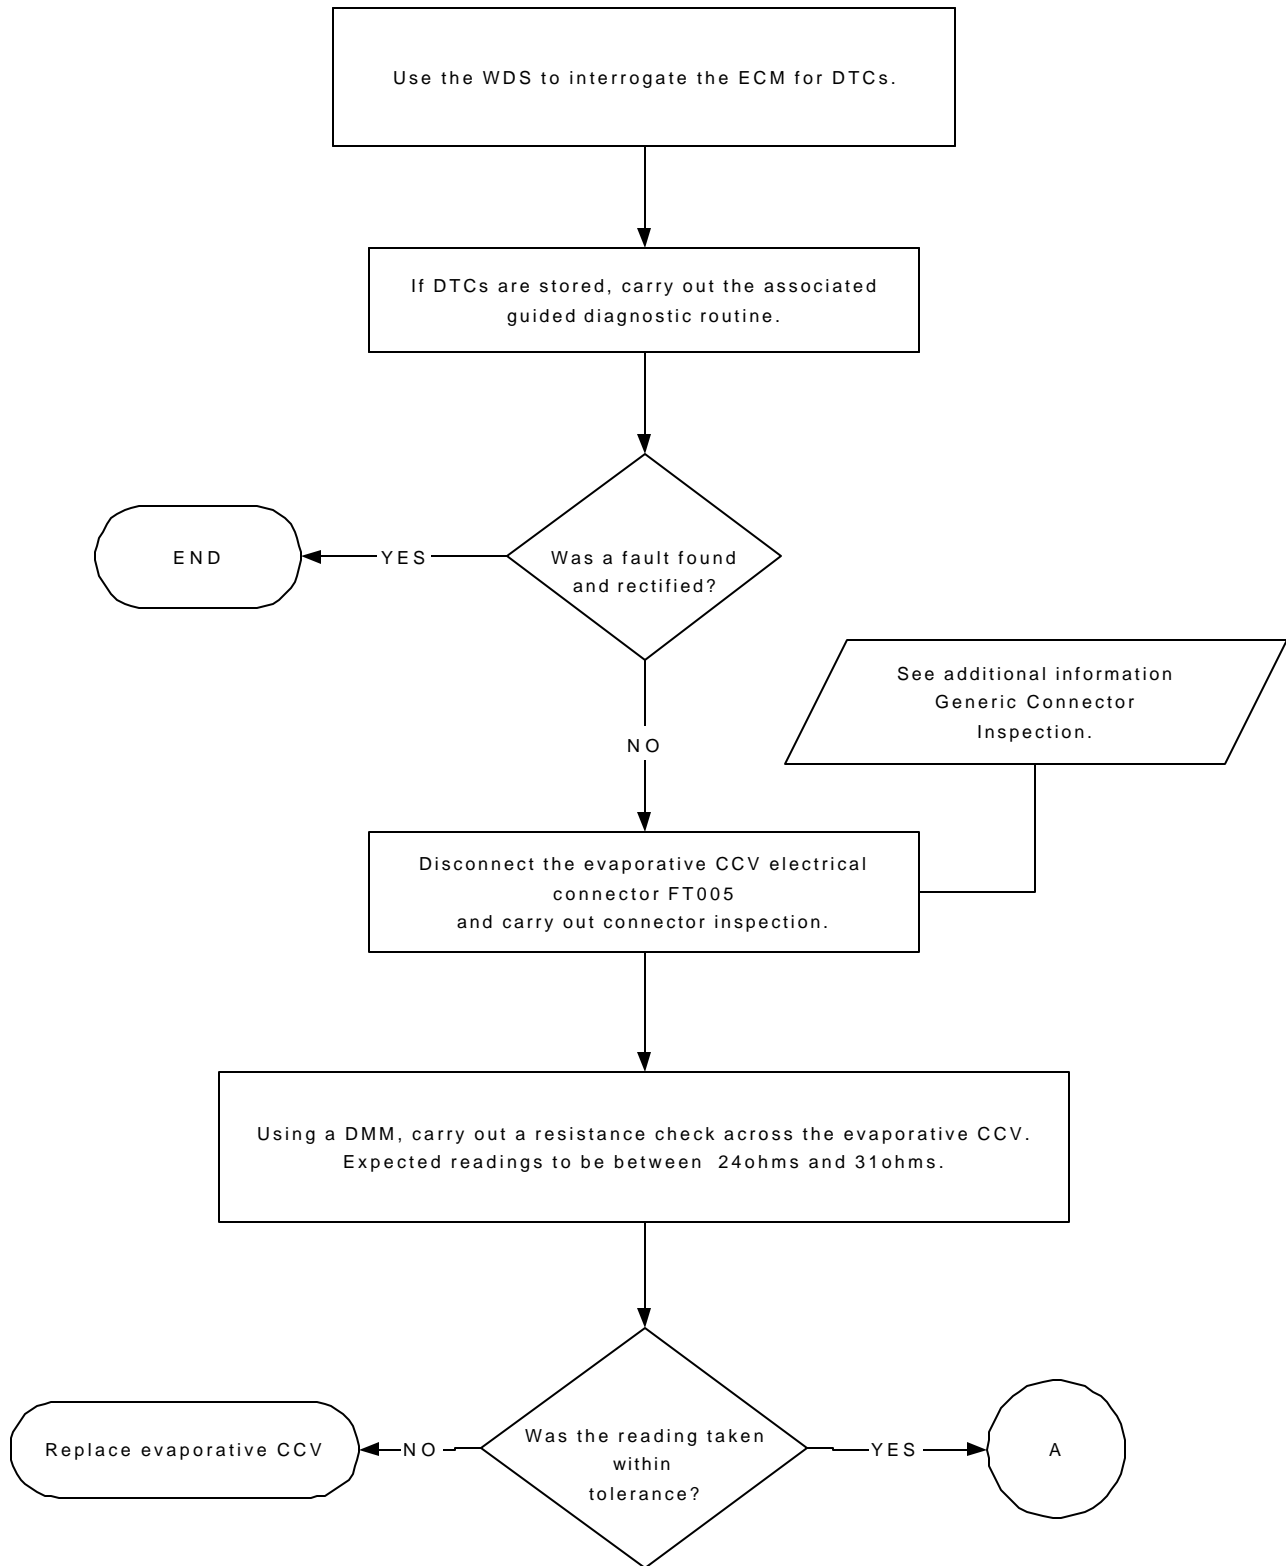 Use the WDS to interrogate the ECM for DTCs.
If DTCs are stored, carry out the associated
guided diagnostic routine.
END
YES
Was a fault found
and rectified?
See additional information
Generic Connector
Inspection.
NO
Disconnect the evaporative CCV electrical
connector FT005
and carry out connector inspection.
Using a DMM, carry out a resistance check across the evaporative CCV.
Expected readings to be between 24ohms and 31ohms.
Replace evaporative CCV
NO
Was the reading taken
within
tolerance?
YES
A